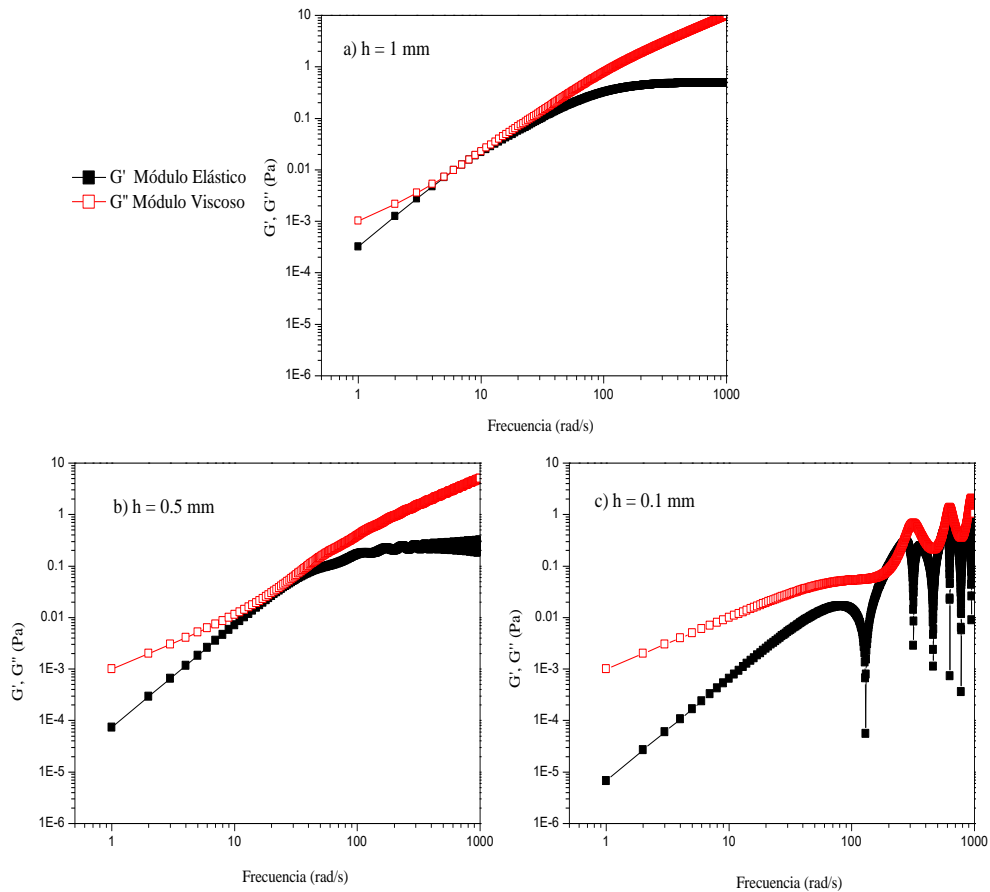 a) h = 1 mm
10
1
0.1
0.01
1E-3
1E-4
1E-5
1E-6
G', G" (Pa)
1
10
100
1000
Frecuencia (rad/s)
G' Módulo Elástico
G" Módulo Viscoso
b) h = 0.5 mm
10
1
0.1
0.01
1E-3
1E-4
1E-5
1E-6
G', G" (Pa)
1
10
100
1000
Frecuencia (rad/s)
c) h = 0.1 mm
10
1
0.1
0.01
1E-3
1E-4
1E-5
1E-6
G', G" (Pa)
1
10
100
1000
Frecuencia (rad/s)